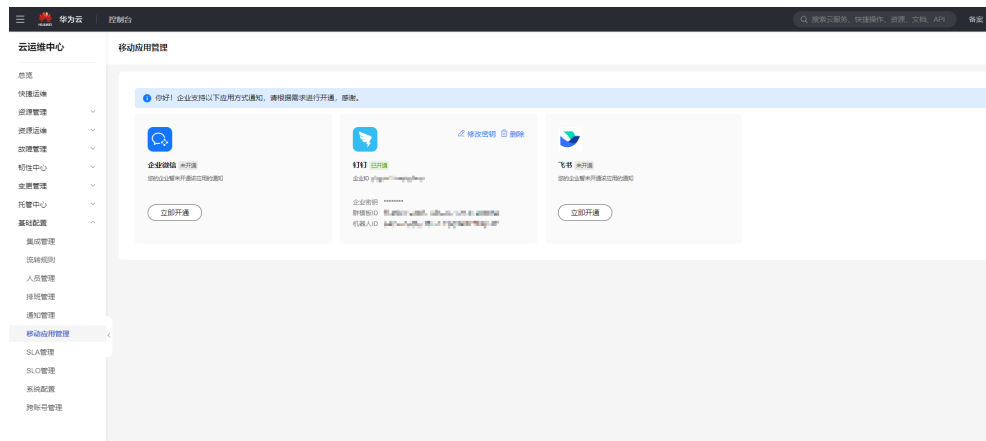 HUAWEI
华为云
控制台
搜索云服务、快捷操作、资源、文档、API
备案
云运维中心
移动应用管理
总览
快捷运维
资源管理
资源运维
故障管理
韧性中心
变更管理
托管中心
基础配置
集成管理
流转规则
人员管理
排班管理
通知管理
移动应用管理
SLA管理
SLO管理
系统配置
跨账号管理
你好！企业支持以下应用方式通知，请根据需求进行开通，感谢。
企业微信 未开通
您的企业暂未开通该应用的通知
立即开通
修改密钥 删除
钉钉 已开通
企业ID
企业密钥 ********
群模板ID
机器人ID
飞书 未开通
您的企业暂未开通该应用的通知
立即开通